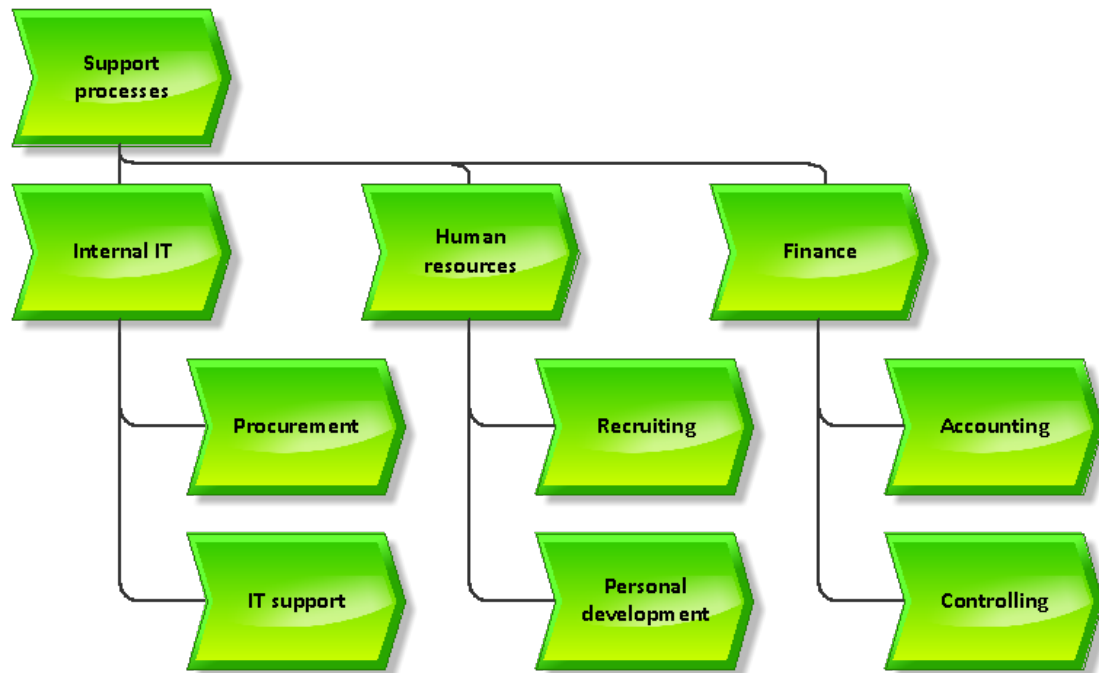 Support
processes
Internal IT
Human
resources
Finance
Procurement
Recruiting
Accounting
IT support
Personal
development
Controlling